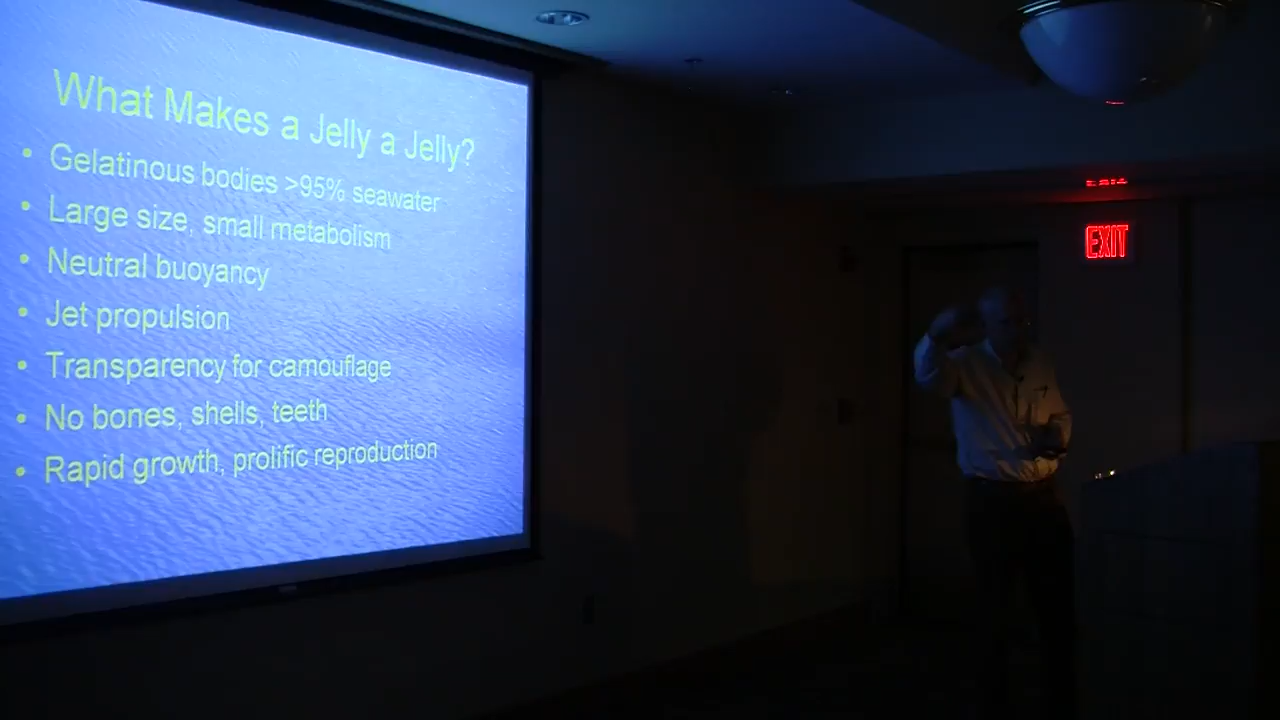 What Makes a Jelly a Jelly?
• Gelatinous bodies >95% seawater
• Large size, small metabolism
• Neutral buoyancy
• Jet propulsion
• Transparency for camouflage
• No bones, shells, teeth
• Rapid growth, prolific reproduction
EXIT